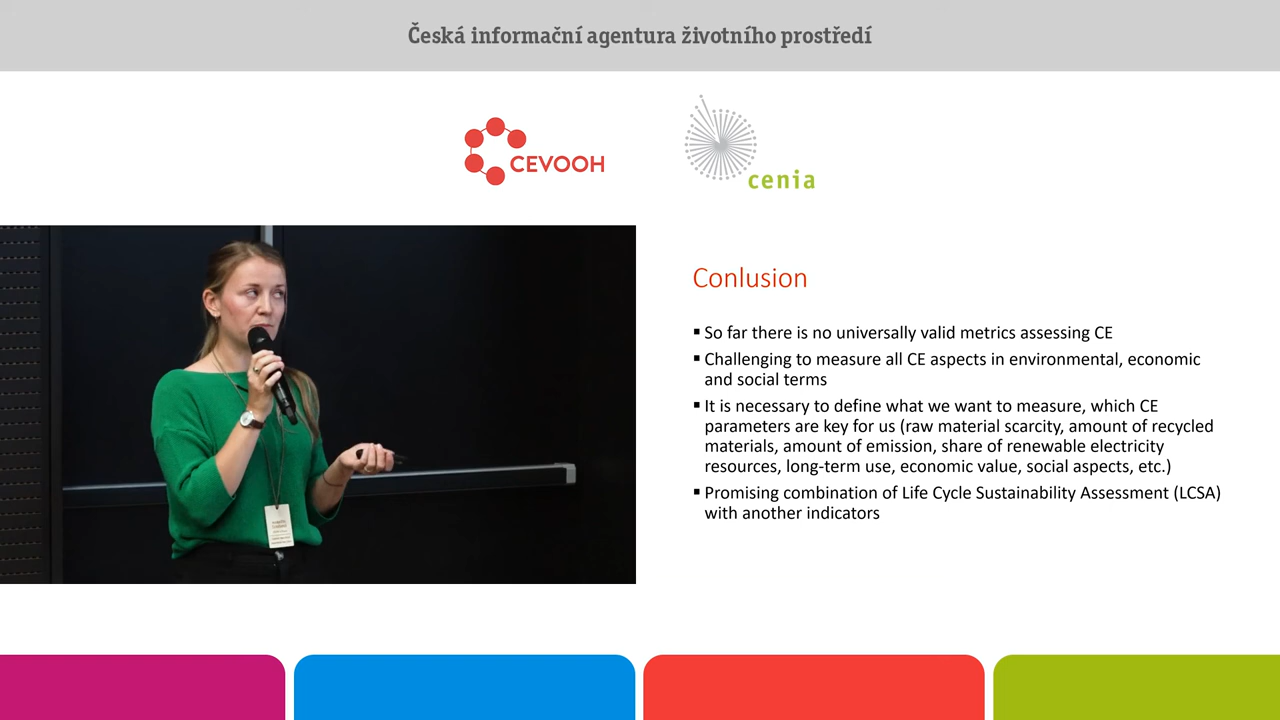 Česká informační agentura životního prostředí
CEVOOH
cenia
Conlusion
▪ So far there is no universally valid metrics assessing CE
▪ Challenging to measure all CE aspects in environmental, economic
and social terms
▪ It is necessary to define what we want to measure, which CE
parameters are key for us (raw material scarcity, amount of recycled
materials, amount of emission, share of renewable electricity
resources, long-term use, economic value, social aspects, etc.)
▪ Promising combination of Life Cycle Sustainability Assessment (LCSA)
with another indicators